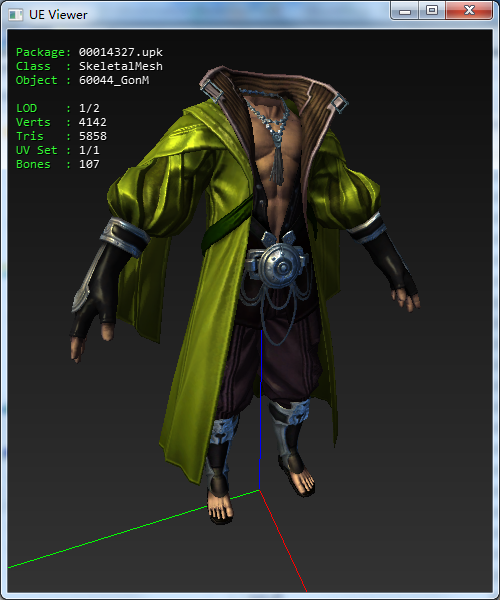 UE Viewer
Package: 00014327.upk
Class : SkeletalMesh
Object : 60044_GonM
LOD : 1/2
Verts : 4142
Tris : 5858
UV Set : 1/1
Bones : 107